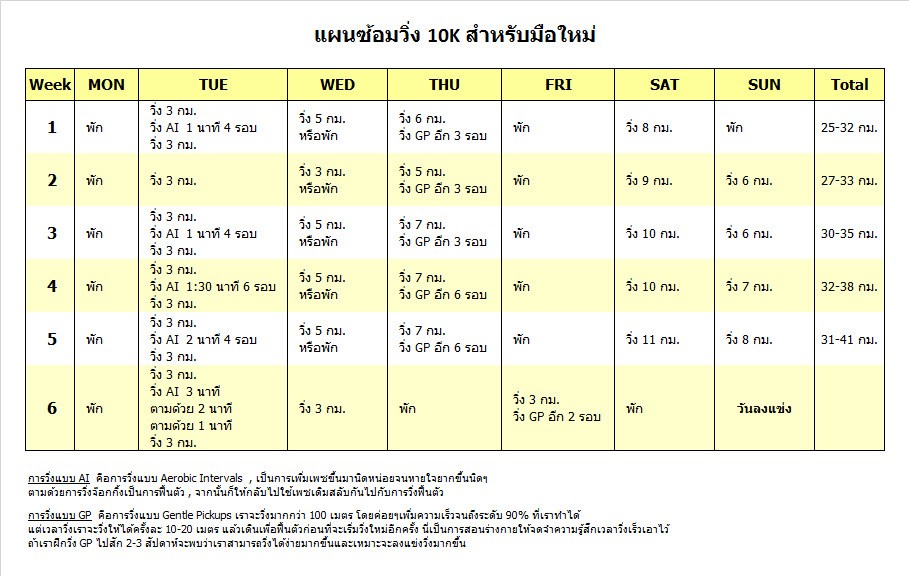 แผนซ้อมวิ่ง 10K สำหรับมือใหม่
Week MON TUE WED THU FRI SAT SUN Total
1
พัก
วิ่ง 3 กม.
วิ่ง AI 1 นาที 4 รอบ
วิ่ง 3 กม.
วิ่ง 5 กม.
หรือพัก
วิ่ง 6 กม.
วิ่ง GP อีก 3 รอบ
พัก
วิ่ง 8 กม.
พัก
25-32 กม.
2
พัก
วิ่ง 3 กม.
วิ่ง 3 กม.
หรือพัก
วิ่ง 5 กม.
วิ่ง GP อีก 3 รอบ
พัก
วิ่ง 9 กม.
วิ่ง 6 กม.
27-33 กม.
3
พัก
วิ่ง 3 กม.
วิ่ง AI 1 นาที 4 รอบ
วิ่ง 3 กม.
วิ่ง 5 กม.
หรือพัก
วิ่ง 7 กม.
วิ่ง GP อีก 3 รอบ
พัก
วิ่ง 10 กม.
วิ่ง 6 กม.
30-35 กม.
4
พัก
วิ่ง 3 กม.
วิ่ง AI 1:30 นาที 6 รอบ
วิ่ง 3 กม.
วิ่ง 5 กม.
หรือพัก
วิ่ง 7 กม.
วิ่ง GP อีก 6 รอบ
พัก
วิ่ง 10 กม.
วิ่ง 7 กม.
32-38 กม.
5
พัก
วิ่ง 3 กม.
วิ่ง AI 2 นาที 4 รอบ
วิ่ง 3 กม.
วิ่ง 5 กม.
หรือพัก
วิ่ง 7 กม.
วิ่ง GP อีก 6 รอบ
พัก
วิ่ง 11 กม.
วิ่ง 8 กม.
31-41 กม.
6
พัก
วิ่ง 3 กม.
วิ่ง AI 3 นาที
ตามด้วย 2 นาที
ตามด้วย 1 นาที
วิ่ง 3 กม.
วิ่ง 3 กม.
พัก
วิ่ง 3 กม.
วิ่ง GP อีก 2 รอบ
พัก
วันลงแข่ง
การวิ่งแบบ AI คือการวิ่งแบบ Aerobic Intervals , เป็นการเพิ่มเพซขึ้นมานิดหน่อยจนหายใจยากขึ้นนิดๆ
ตามด้วยการวิ่งจ๊อกกิ้งเป็นการฟื้นตัว , จากนั้นก็ให้กลับไปใช้เพซเดิมสลับกันไปกับการวิ่งฟื้นตัว
การวิ่งแบบ GP คือการวิ่งแบบ Gentle Pickups เราจะวิ่งมากกว่า 100 เมตร โดยค่อยๆเพิ่มความเร็วจนถึงระดับ 90% ที่เราทำได้
แต่เวลาวิ่งเราจะวิ่งให้ได้ครั้งละ 10-20 เมตร แล้วเดินเพื่อฟื้นตัวก่อนที่จะเริ่มวิ่งใหม่อีกครั้ง นี่เป็นการสอนร่างกายให้จดจำความรู้สึกเวลาวิ่งเร็วเอาไว้
ถ้าเราฝึกวิ่ง GP ไปสัก 2-3 สัปดาห์จะพบว่าเราสามารถวิ่งได้ง่ายมากขึ้นและเหมาะจะลงแข่งวิ่งมากขึ้น